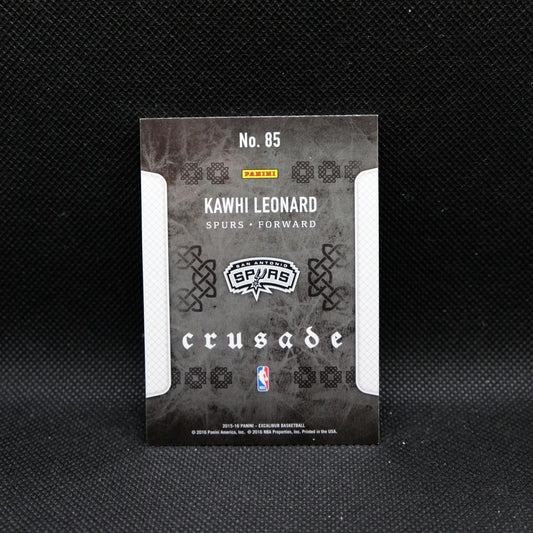 No. 85
PANINI
KAWHI LEONARD
SPURS • FORWARD
SAN ANTONIO
SPURS
crusade
2015-16 PANINI – EXCALIBUR BASKETBALL
© 2016 Panini America, Inc. © 2016 NBA Properties, Inc. Printed in the USA.